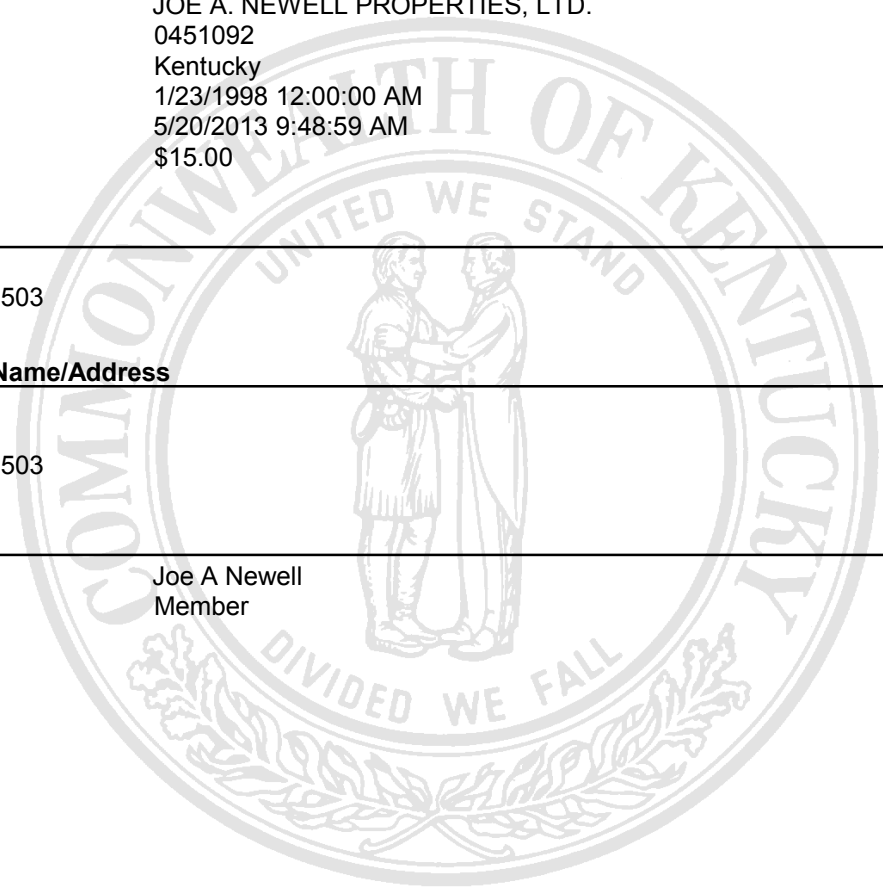 JOE A. NEWELL PROPERTIES, LTD.
0451092
Kentucky
1/23/1998 12:00:00 AM
5/20/2013 9:48:59 AM
$15.00
503
Name/Address
503
Joe A Newell
Member
COMMONWEALTH OF KENTUCKY
UNITED WE STAND
DIVIDED WE FALL